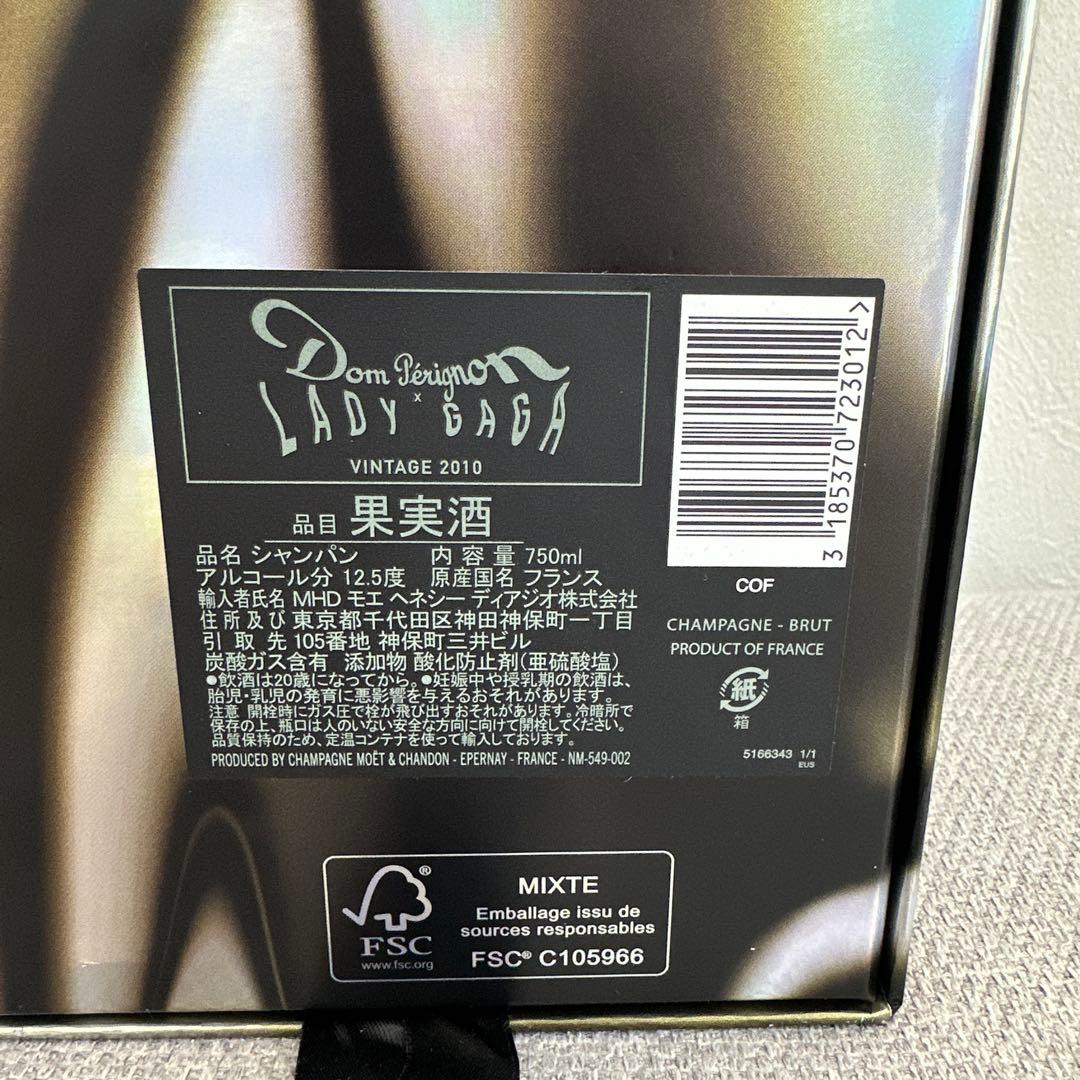 Dom Pérignon
x
LADY GAGA
VINTAGE 2010
品目 果実酒
品名 シャンパン 内容量 750ml
アルコール分 12.5度 原産国名 フランス
輸入者氏名 MHD モエ ヘネシー ディアジオ株式会社
住所及び 東京都千代田区神田神保町一丁目
引取先 105番地 神保町三井ビル
炭酸ガス含有 添加物 酸化防止剤(亜硫酸塩)
●飲酒は20歳になってから。●妊娠中や授乳期の飲酒は、
胎児・乳児の発育に悪影響を与えるおそれがあります。
注意 開栓時にガス圧で栓が飛び出すおそれがあります。冷暗所で
保存の上、瓶口は人のいない安全な方向に向けて開栓してください。
品質保持のため、定温コンテナを使って輸入しております。
PRODUCED BY CHAMPAGNE MOËT & CHANDON - EPERNAY - FRANCE - NM-549-002
3 185370 723012 >
COF
CHAMPAGNE - BRUT
PRODUCT OF FRANCE
紙
箱
5166343 1/1
EUS
FSC®
www.fsc.org
MIXTE
Emballage issu de
sources responsables
FSC® C105966